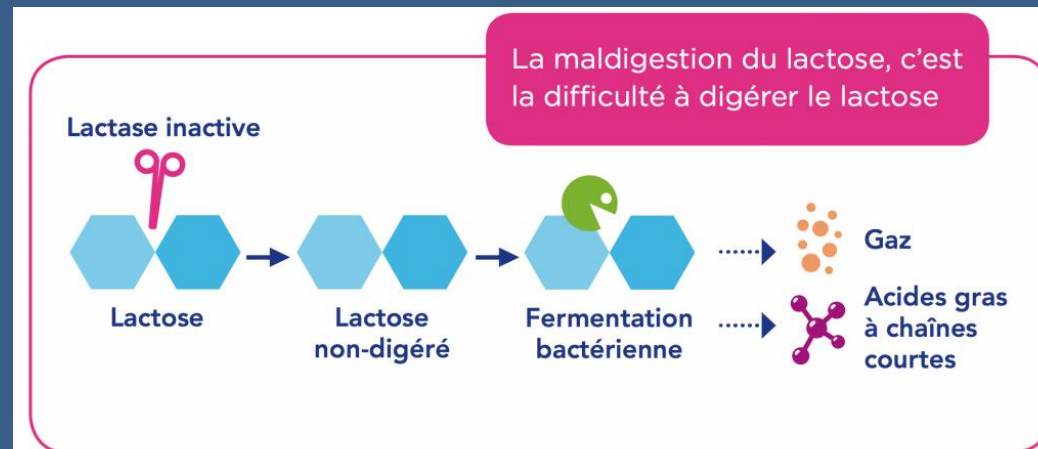 La maldigestion du lactose, c'est
la difficulté à digérer le lactose
Lactase inactive
Lactose
Lactose
non-digéré
Fermentation
bactérienne
Gaz
Acides gras
à chaînes
courtes